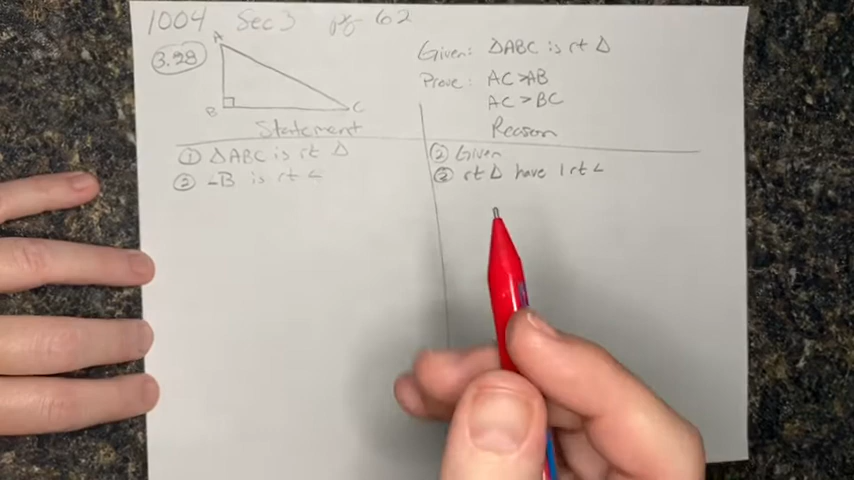 1004 Sec 3 pg 62
3.28
A
B
C
Given: △ABC is rt △
Prove: AC>AB
AC>BC
Statement
Reason
① △ABC is rt △
① Given
② ∠B is rt ∠
② rt △ have 1 rt ∠